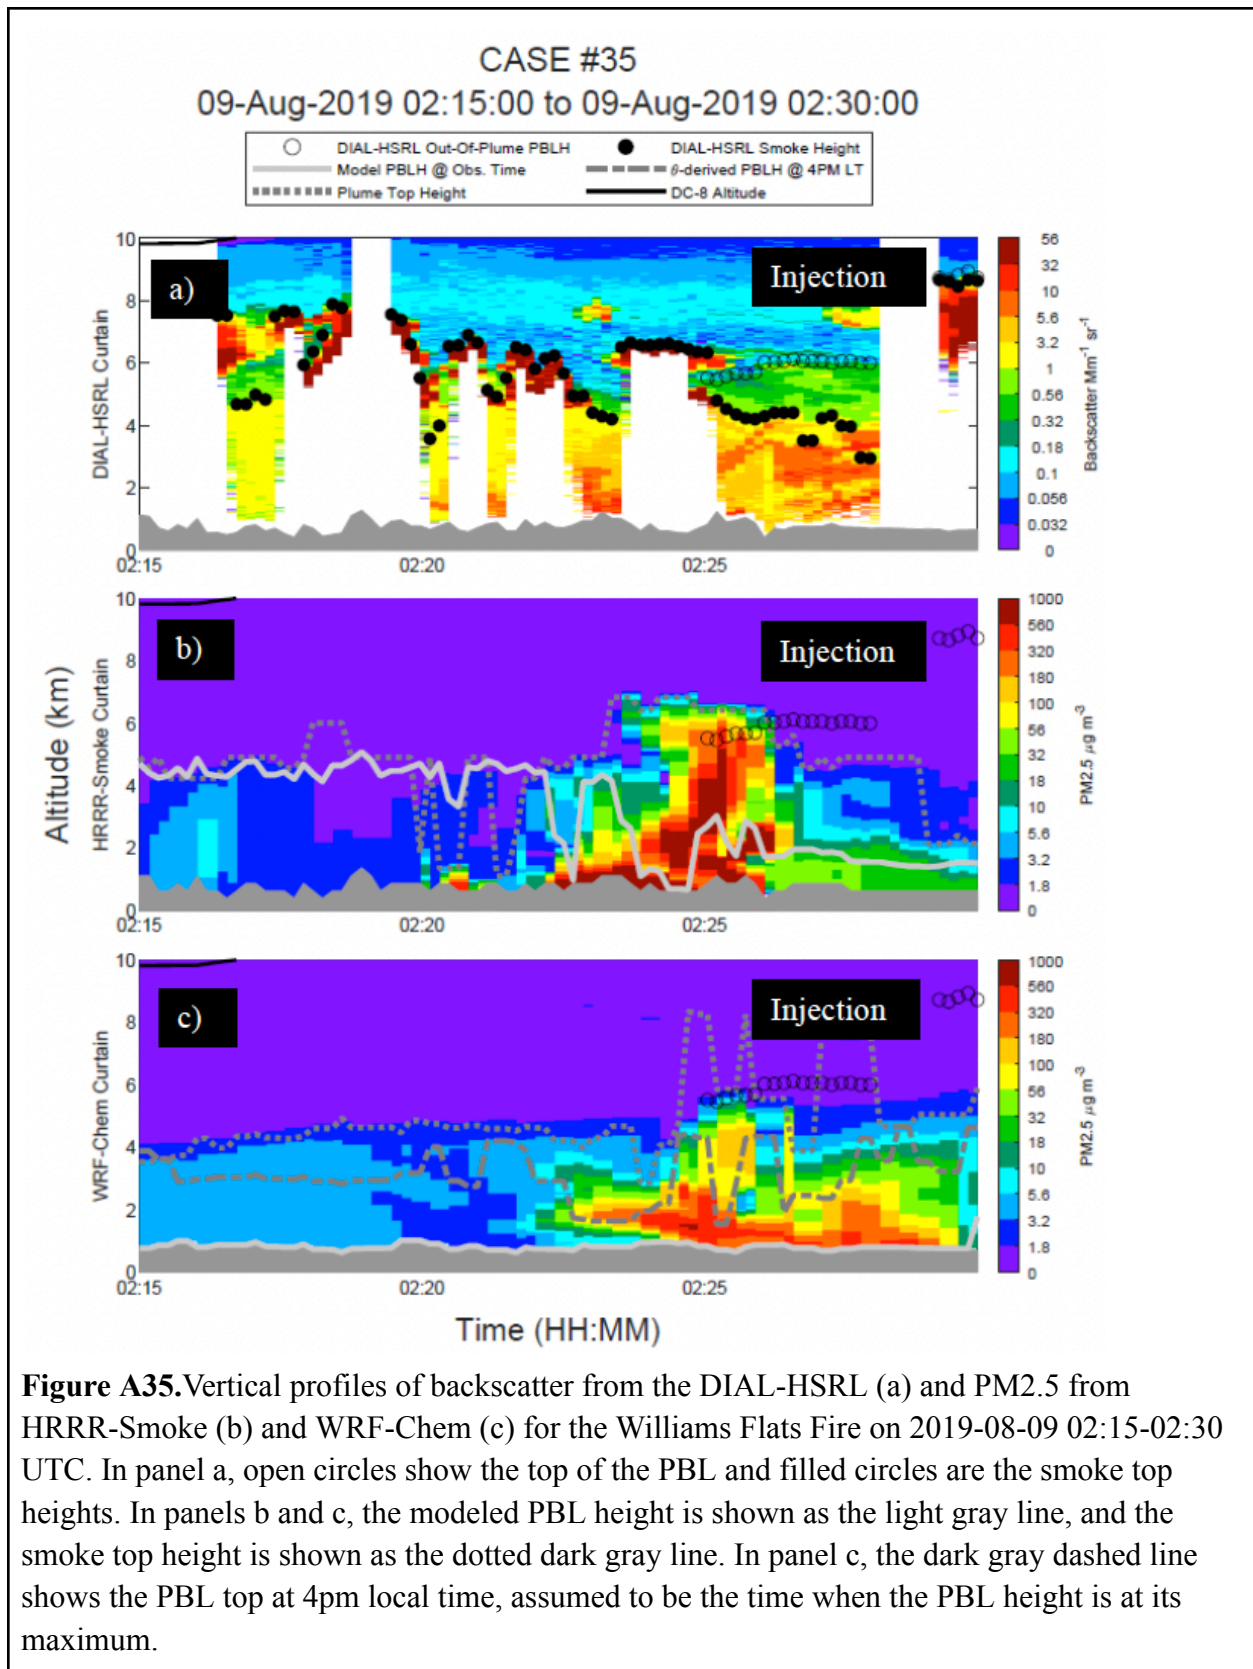 CASE #35
09-Aug-2019 02:15:00 to 09-Aug-2019 02:30:00
DIAL-HSRL Out-Of-Plume PBLH
DIAL-HSRL Smoke Height
Model PBLH @ Obs. Time
θ-derived PBLH @ 4PM LT
Plume Top Height
DC-8 Altitude
a)
Injection
DIAL-HSRL Curtain
10
8
6
4
2
0
02:15
02:20
02:25
56
32
10
5.6
3.2
1
0.56
0.32
0.18
0.1
0.056
0.032
0
Backscatter Mm⁻¹ sr⁻¹
b)
Injection
Altitude (km)
HRRR-Smoke Curtain
10
8
6
4
2
0
02:15
02:20
02:25
1000
560
320
180
100
56
32
18
10
5.6
3.2
1.8
0
PM2.5 μg m⁻³
c)
Injection
WRF-Chem Curtain
10
8
6
4
2
0
02:15
02:20
02:25
1000
560
320
180
100
56
32
18
10
5.6
3.2
1.8
0
PM2.5 μg m⁻³
Time (HH:MM)
Figure A35.Vertical profiles of backscatter from the DIAL-HSRL (a) and PM2.5 from
HRRR-Smoke (b) and WRF-Chem (c) for the Williams Flats Fire on 2019-08-09 02:15-02:30
UTC. In panel a, open circles show the top of the PBL and filled circles are the smoke top
heights. In panels b and c, the modeled PBL height is shown as the light gray line, and the
smoke top height is shown as the dotted dark gray line. In panel c, the dark gray dashed line
shows the PBL top at 4pm local time, assumed to be the time when the PBL height is at its
maximum.